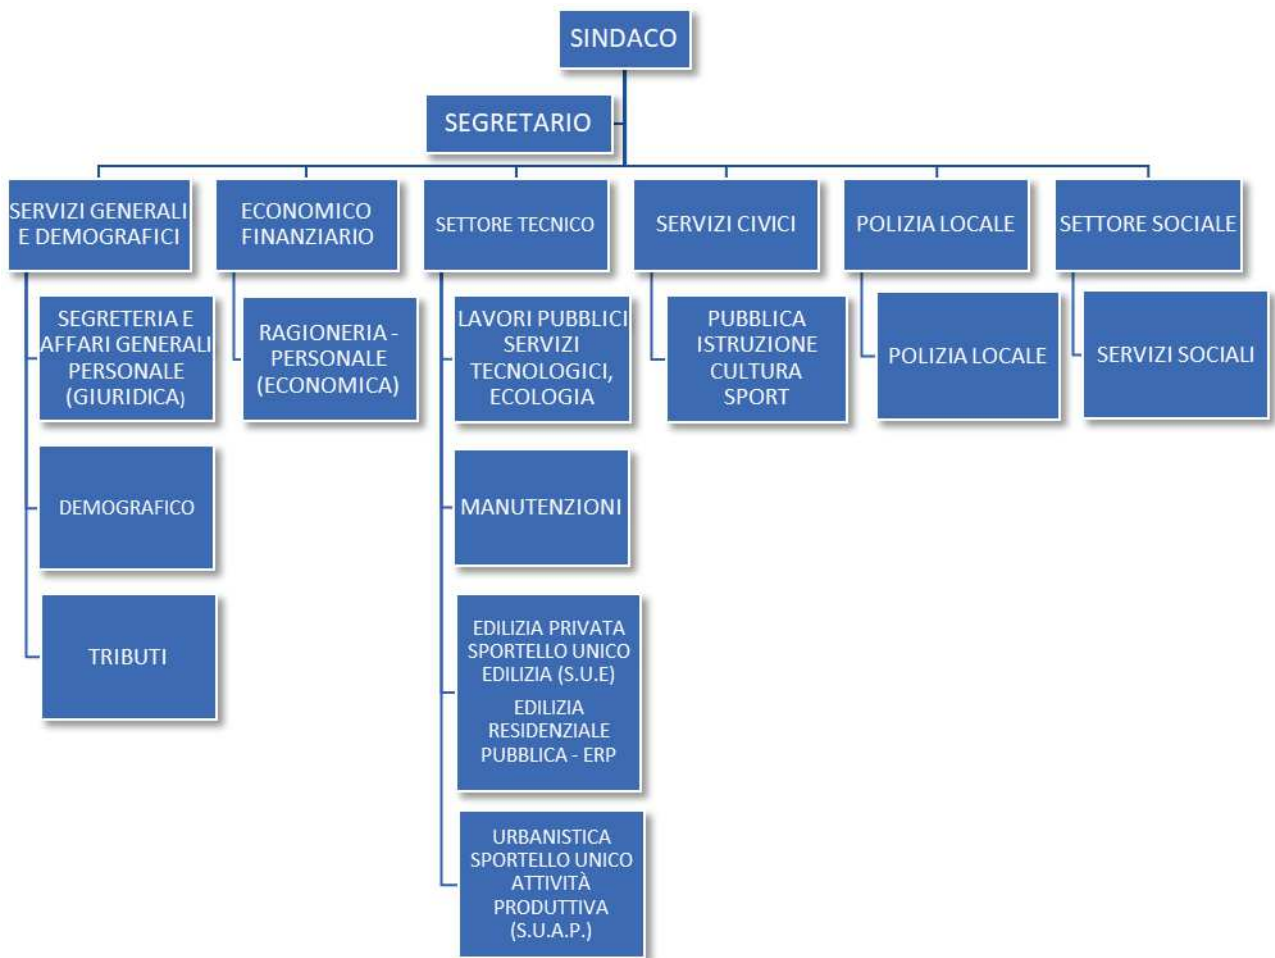 SINDACO
SEGRETARIO
SERVIZI GENERALI
E DEMOGRAFICI
ECONOMICO
FINANZIARIO
SETTORE TECNICO
SERVIZI CIVICI
POLIZIA LOCALE
SETTORE SOCIALE
SEGRETERIA E
AFFARI GENERALI
PERSONALE
(GIURIDICA)
RAGIONERIA -
PERSONALE
(ECONOMICA)
LAVORI PUBBLICI
SERVIZI
TECNOLOGICI,
ECOLOGIA
PUBBLICA
ISTRUZIONE
CULTURA
SPORT
POLIZIA LOCALE
SERVIZI SOCIALI
DEMOGRAFICO
MANUTENZIONI
TRIBUTI
EDILIZIA PRIVATA
SPORTELLO UNICO
EDILIZIA (S.U.E)
EDILIZIA
RESIDENZIALE
PUBBLICA - ERP
URBANISTICA
SPORTELLO UNICO
ATTIVITÀ
PRODUTTIVA
(S.U.A.P.)